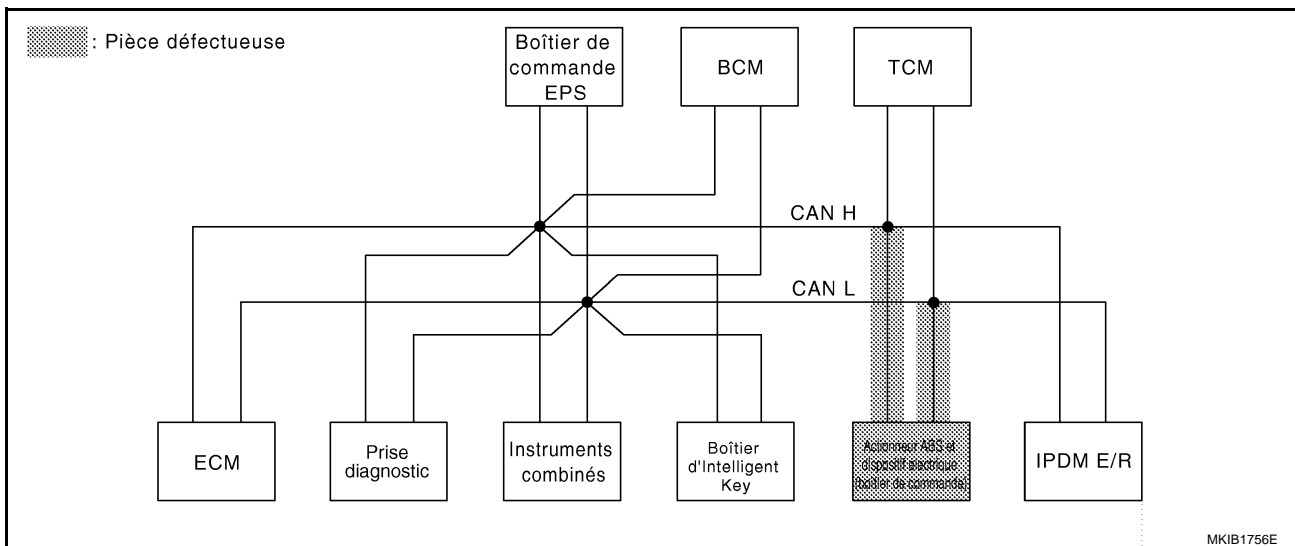 : Pièce défectueuse
Boîtier de
commande
EPS
BCM
TCM
CAN H
CAN L
ECM
Prise
diagnostic
Instruments
combinés
Boîtier
d'Intelligent
Key
Actionneur ABS et
dispositif électrique
(boîtier de commande)
IPDM E/R
MKIB1756E